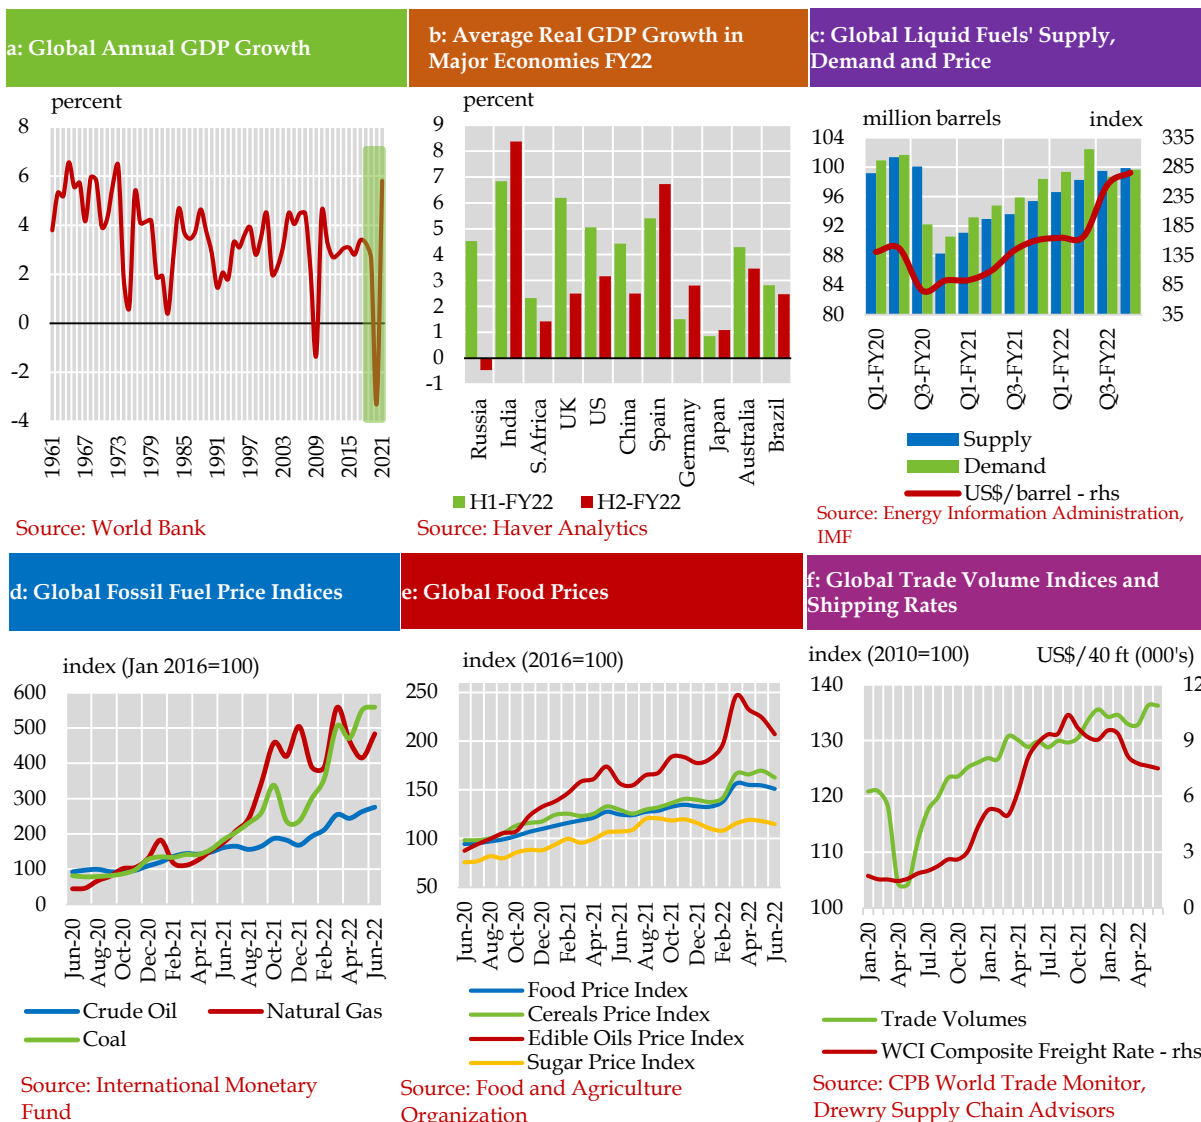 a: Global Annual GDP Growth
percent
8
6
4
2
0
-2
-4
1961
1967
1973
1979
1985
1991
1997
2003
2009
2015
2021
Source: World Bank
b: Average Real GDP Growth in
Major Economies FY22
percent
9
8
7
6
5
4
3
2
1
0
-1
Russia
India
S.Africa
UK
US
China
Spain
Germany
Japan
Australia
Brazil
H1-FY22
H2-FY22
Source: Haver Analytics
c: Global Liquid Fuels' Supply,
Demand and Price
million barrels
index
104
100
96
92
88
84
80
335
285
235
185
135
85
35
Q1-FY20
Q3-FY20
Q1-FY21
Q3-FY21
Q1-FY22
Q3-FY22
Supply
Demand
US$/barrel - rhs
Source: Energy Information Administration,
IMF
d: Global Fossil Fuel Price Indices
index (Jan 2016=100)
600
500
400
300
200
100
0
Jun-20
Aug-20
Oct-20
Dec-20
Feb-21
Apr-21
Jun-21
Aug-21
Oct-21
Dec-21
Feb-22
Apr-22
Jun-22
Crude Oil
Natural Gas
Coal
Source: International Monetary
Fund
e: Global Food Prices
index (2016=100)
250
200
150
100
50
Jun-20
Aug-20
Oct-20
Dec-20
Feb-21
Apr-21
Jun-21
Aug-21
Oct-21
Dec-21
Feb-22
Apr-22
Jun-22
Food Price Index
Cereals Price Index
Edible Oils Price Index
Sugar Price Index
Source: Food and Agriculture
Organization
f: Global Trade Volume Indices and
Shipping Rates
index (2010=100)
US$/40 ft (000's)
140
130
120
110
100
12
9
6
3
0
Jan-20
Apr-20
Jul-20
Oct-20
Jan-21
Apr-21
Jul-21
Oct-21
Jan-22
Apr-22
Trade Volumes
WCI Composite Freight Rate - rhs
Source: CPB World Trade Monitor,
Drewry Supply Chain Advisors